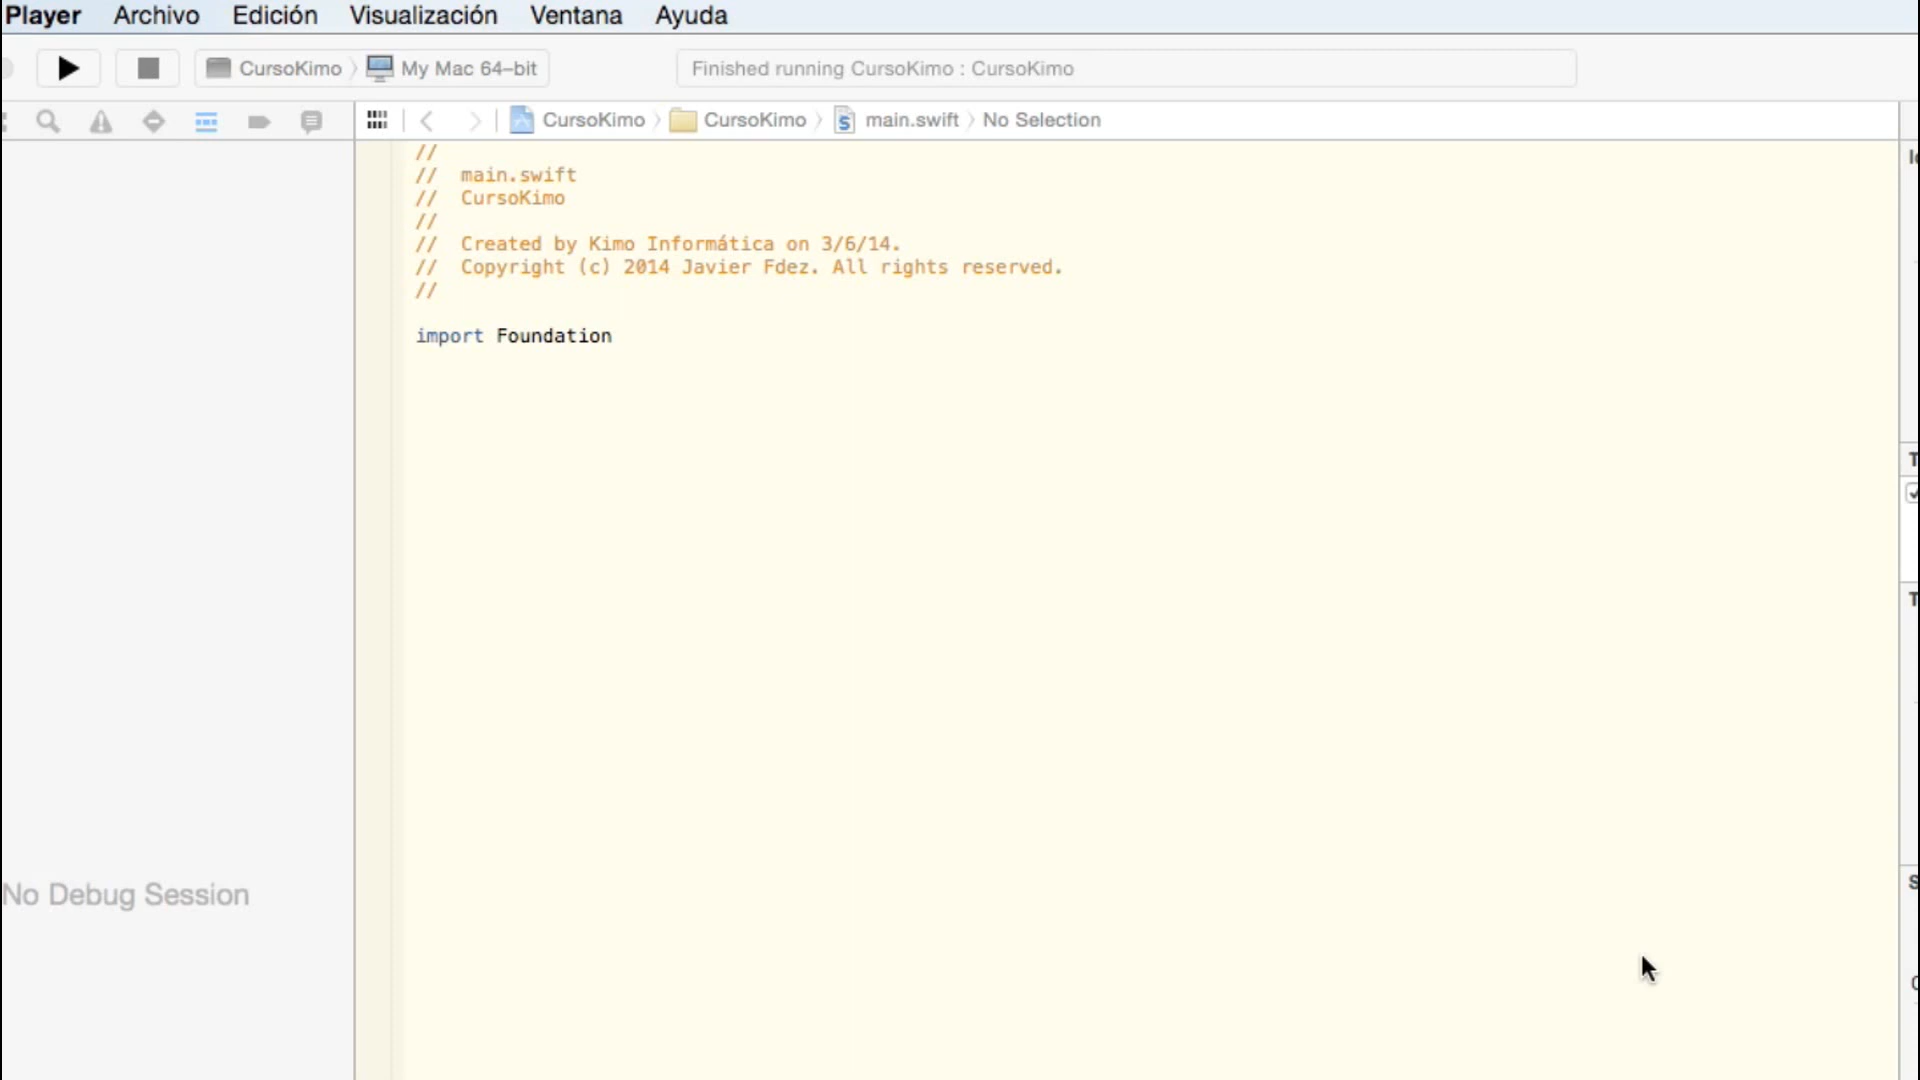 Player Archivo Edición Visualización Ventana Ayuda
CursoKimo My Mac 64-bit Finished running CursoKimo : CursoKimo
CursoKimo CursoKimo main.swift No Selection
//
// main.swift
// CursoKimo
//
// Created by Kimo Informática on 3/6/14.
// Copyright (c) 2014 Javier Fdez. All rights reserved.
//
import Foundation
No Debug Session